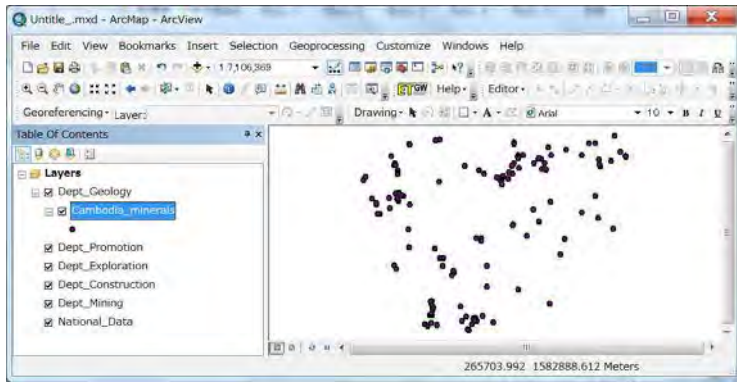 Untitle_.mxd - ArcMap - ArcView
File Edit View Bookmarks Insert Selection Geoprocessing Customize Windows Help
1:7,106,369
GW Help Editor
Georeferencing Layer: Drawing Arial 10 B I U
Table Of Contents
Layers
Dept_Geology
Cambodia_minerals
Dept_Promotion
Dept_Exploration
Dept_Construction
Dept_Mining
National_Data
265703.992 1582888.612 Meters